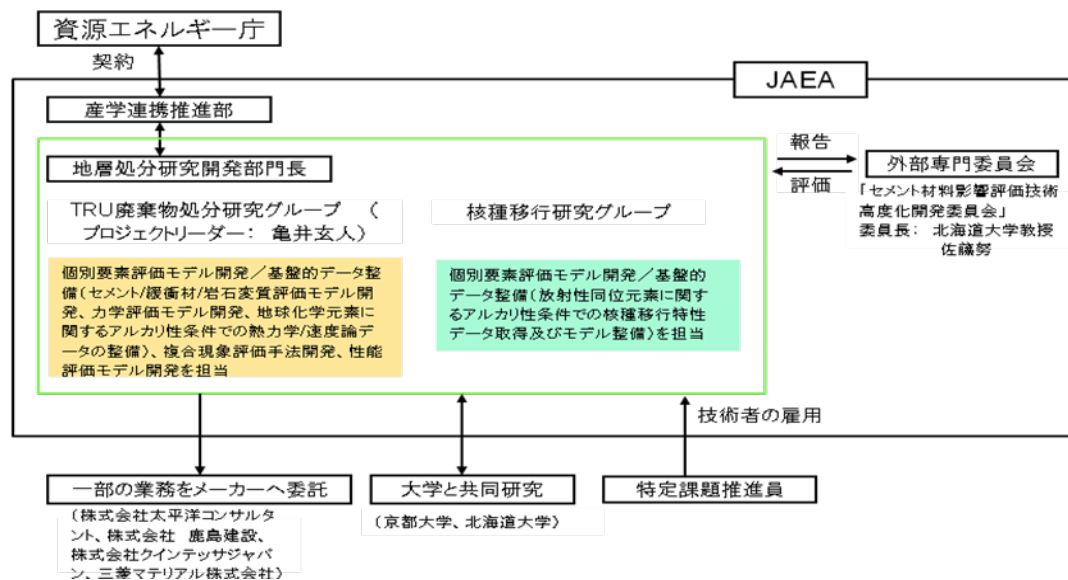 資源エネルギー庁
契約
JAEA
産学連携推進部
地層処分研究開発部門長
報告
評価
外部専門委員会
「セメント材料影響評価技術
高度化開発委員会」
委員長： 北海道大学教授
佐藤努
TRU廃棄物処分研究グループ （
プロジェクトリーダー： 亀井玄人）
核種移行研究グループ
個別要素評価モデル開発／基盤的データ整
備（セメント/緩衝材/岩石変質評価モデル開
発、力学評価モデル開発、地球化学元素に
関するアルカリ性条件での熱力学/速度論デー
タの整備）、複合現象評価手法開発、性能
評価モデル開発を担当
個別要素評価モデル開発／基盤的
データ整備（放射性同位元素に関す
るアルカリ性条件での核種移行特性
データ取得及びモデル整備）を担当
技術者の雇用
一部の業務をメーカーへ委託
（株式会社太平洋コンサルタ
ント、株式会社 鹿島建設、
株式会社クインテッサジャパ
ン、三菱マテリアル株式会社）
大学と共同研究
（京都大学、北海道大学）
特定課題推進員